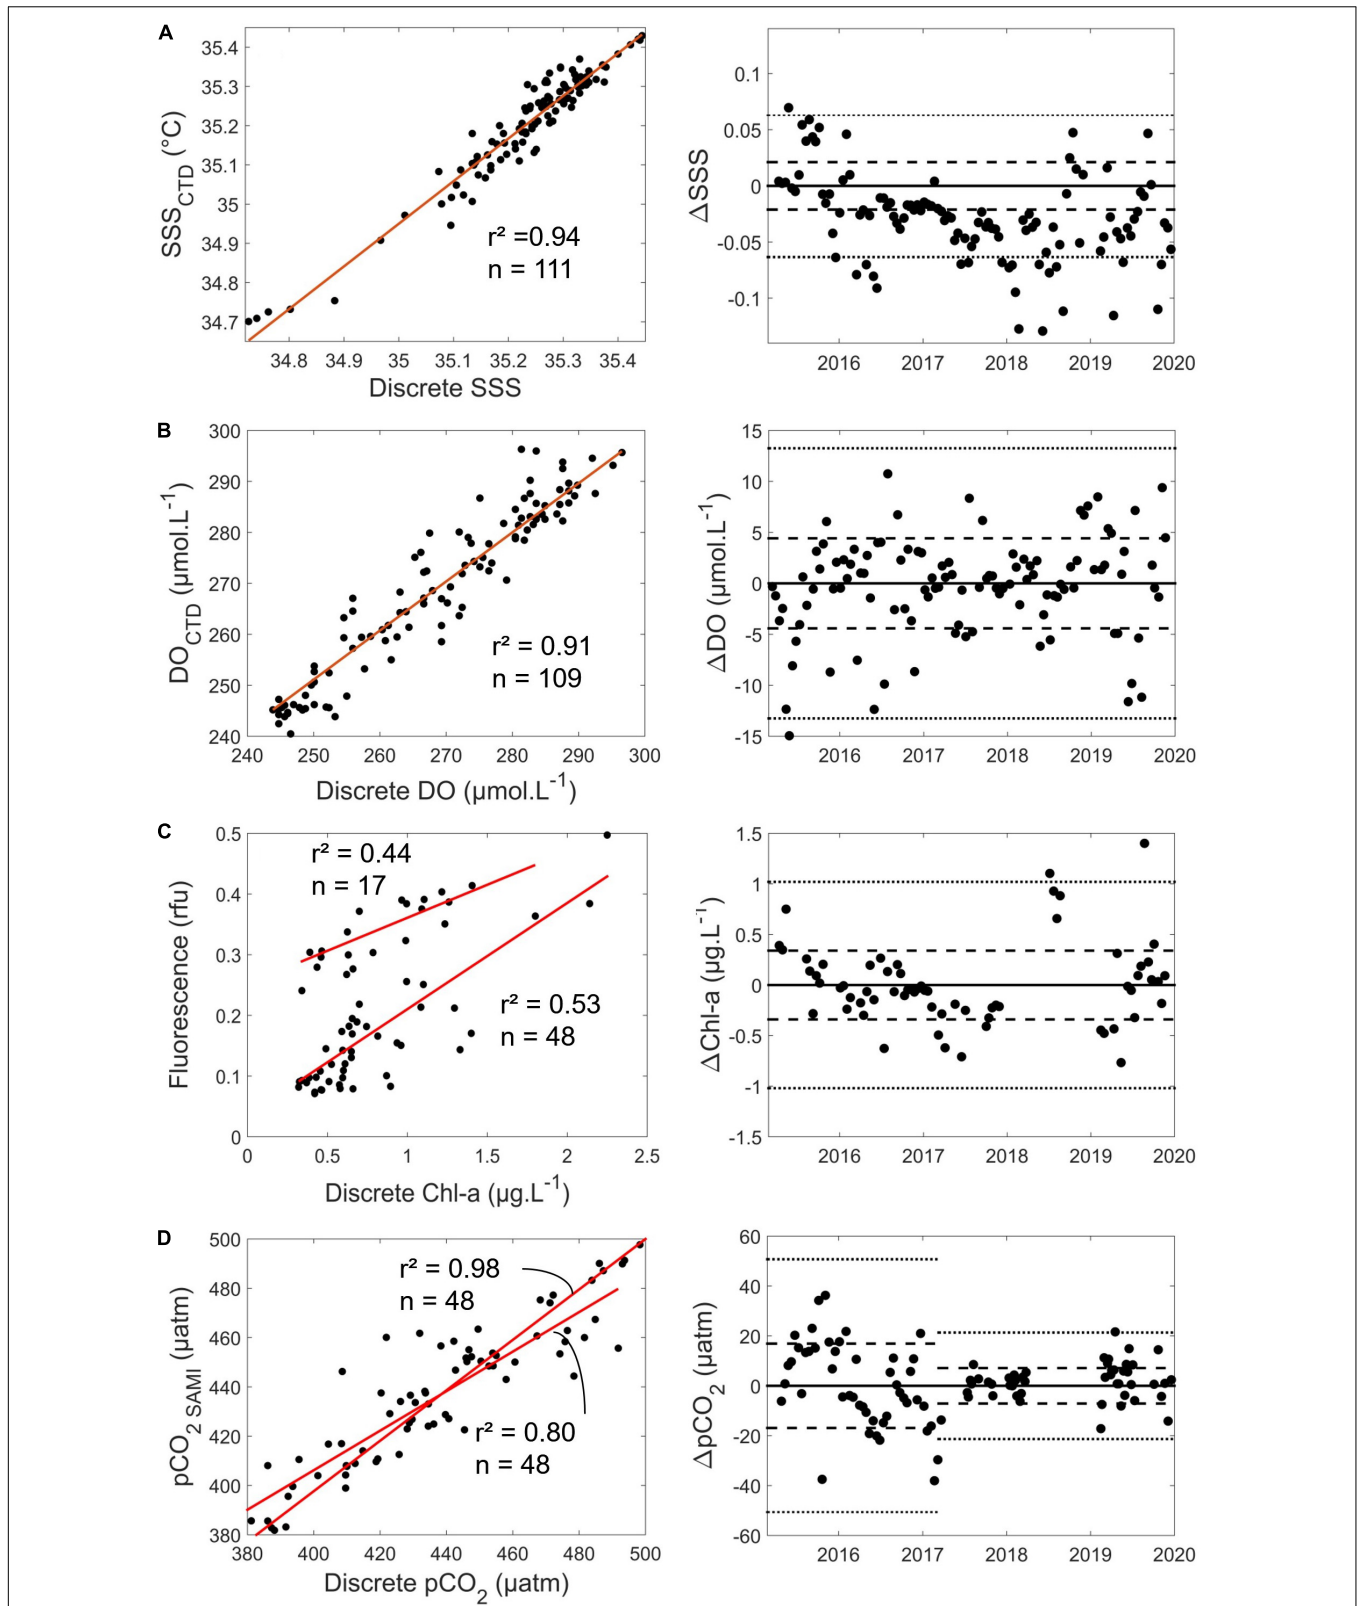 A
SSS_CTD (°C)
35.4
35.3
35.2
35.1
35
34.9
34.8
34.7
r² =0.94
n = 111
34.8 34.9 35 35.1 35.2 35.3 35.4
Discrete SSS
ΔSSS
0.1
0.05
0
-0.05
-0.1
2016 2017 2018 2019 2020
B
DO_CTD (µmol.L⁻¹)
300
290
280
270
260
250
240
r² = 0.91
n = 109
240 250 260 270 280 290 300
Discrete DO (µmol.L⁻¹)
ΔDO (µmol.L⁻¹)
15
10
5
0
-5
-10
-15
2016 2017 2018 2019 2020
C
Fluorescence (rfu)
0.5
0.4
0.3
0.2
0.1
0
r² = 0.44
n = 17
r² = 0.53
n = 48
0 0.5 1 1.5 2 2.5
Discrete Chl-a (µg.L⁻¹)
ΔChl-a (µg.L⁻¹)
1.5
1
0.5
0
-0.5
-1
-1.5
2016 2017 2018 2019 2020
D
pCO₂ SAMI (µatm)
500
480
460
440
420
400
380
r² = 0.98
n = 48
r² = 0.80
n = 48
380 400 420 440 460 480 500
Discrete pCO₂ (µatm)
ΔpCO₂ (µatm)
60
40
20
0
-20
-40
-60
2016 2017 2018 2019 2020